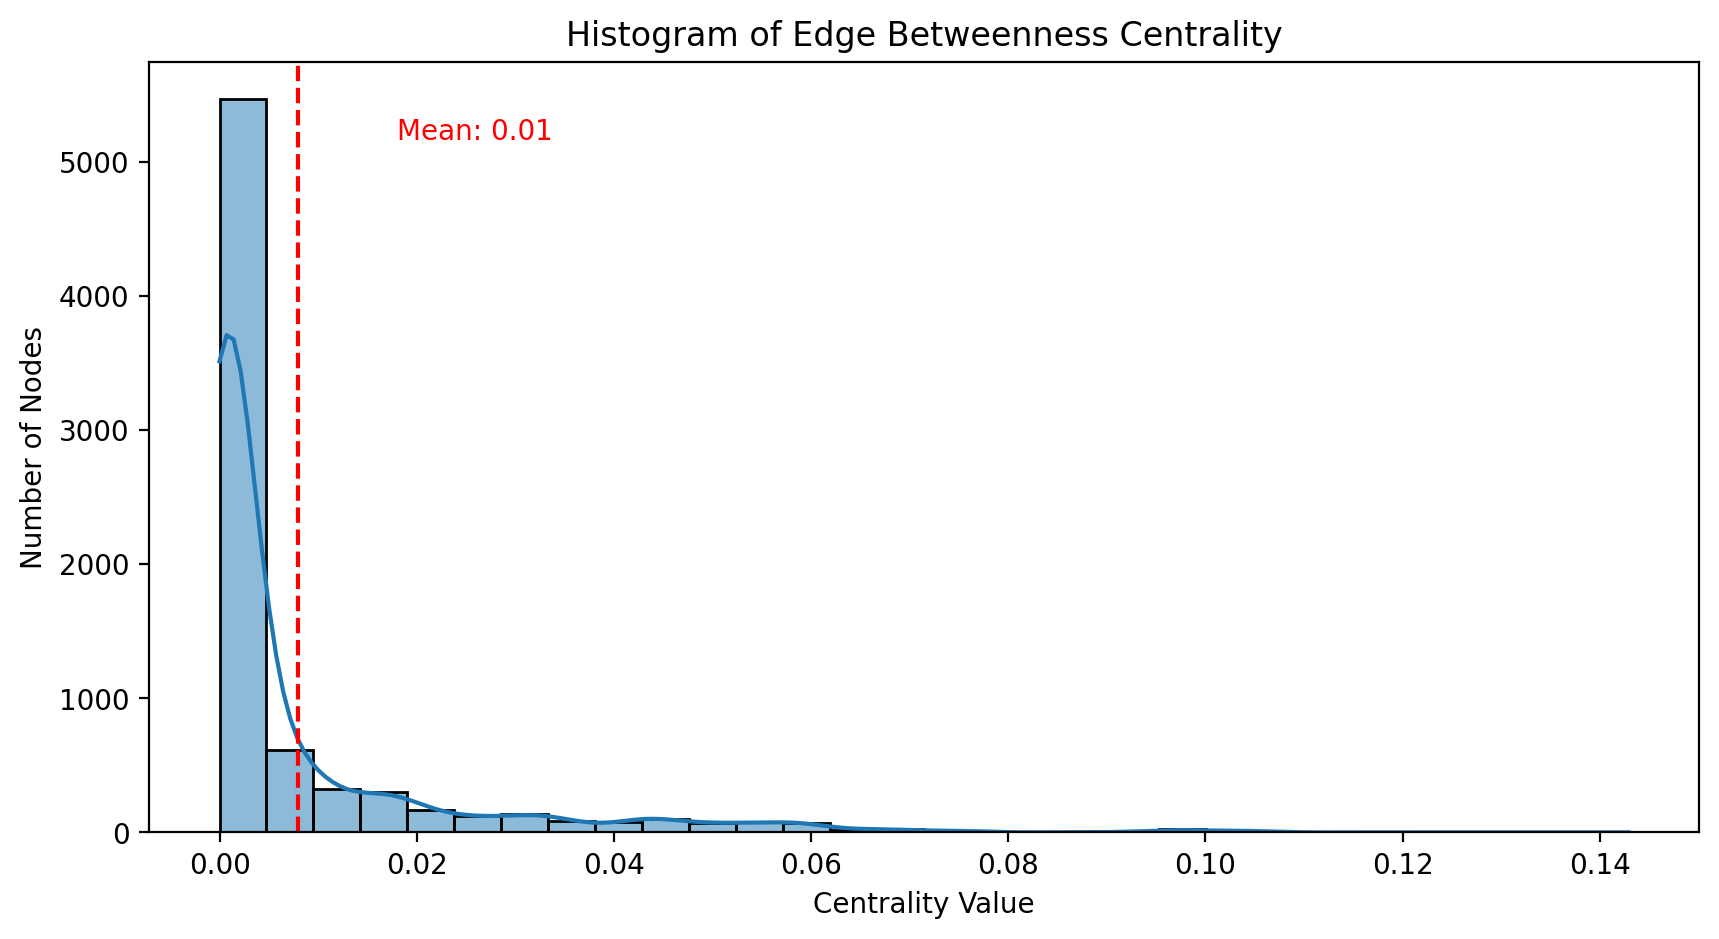 Histogram of Edge Betweenness Centrality
Mean: 0.01
Number of Nodes
5000
4000
3000
2000
1000
0
0.00 0.02 0.04 0.06 0.08 0.10 0.12 0.14
Centrality Value